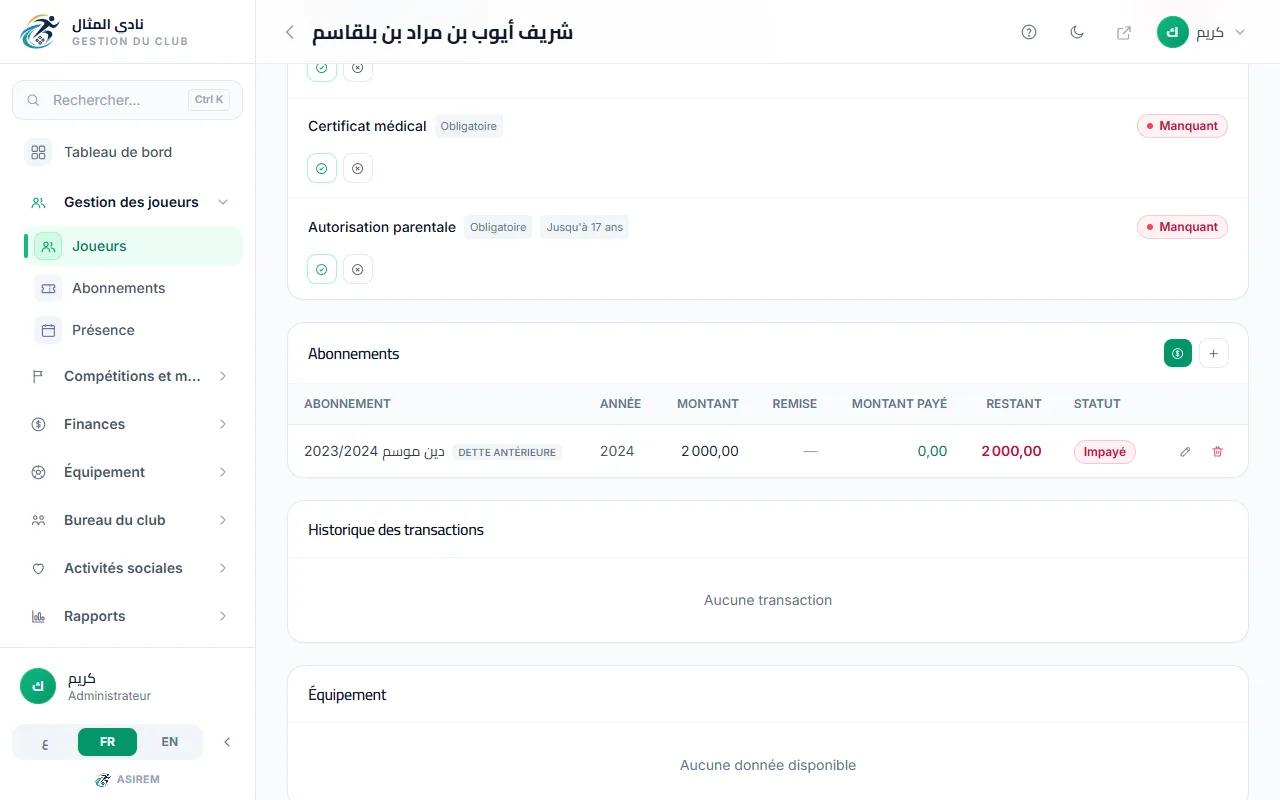 نادي المثال
GESTION DU CLUB
Rechercher...
Ctrl K
Tableau de bord
Gestion des joueurs
Joueurs
Abonnements
Présence
Compétitions et m...
Finances
Équipement
Bureau du club
Activités sociales
Rapports
كريم
Administrateur
ع FR EN
ASIREM
شريف أيوب بن مراد بن بلقاسم
ك كريم
Certificat médical Obligatoire Manquant
Autorisation parentale Obligatoire Jusqu'à 17 ans Manquant
Abonnements
ABONNEMENT ANNÉE MONTANT REMISE MONTANT PAYÉ RESTANT STATUT
دين موسم 2023/2024 DETTE ANTÉRIEURE 2024 2 000,00 — 0,00 2 000,00 Impayé
Historique des transactions
Aucune transaction
Équipement
Aucune donnée disponible